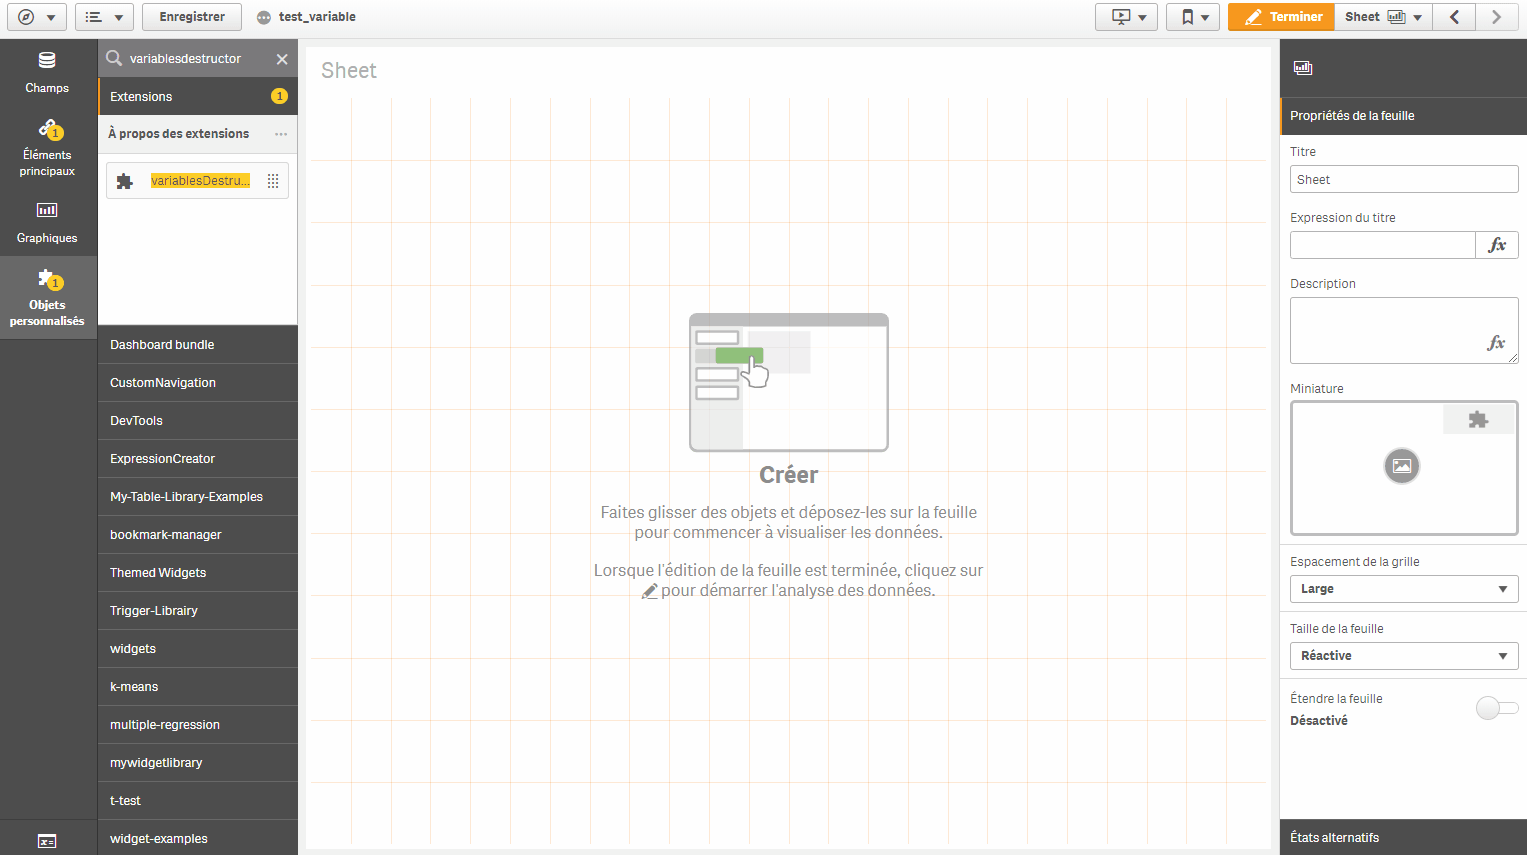 Enregistrer
test_variable
Terminer
Sheet
Champs
1
Éléments
principaux
Graphiques
1
Objets
personnalisés
x=
variablesdestructor
Extensions
1
À propos des extensions
variablesDestru...
Dashboard bundle
CustomNavigation
DevTools
ExpressionCreator
My-Table-Library-Examples
bookmark-manager
Themed Widgets
Trigger-Librairy
widgets
k-means
multiple-regression
mywidgetlibrary
t-test
widget-examples
Sheet
Créer
Faites glisser des objets et déposez-les sur la feuille
pour commencer à visualiser les données.
Lorsque l'édition de la feuille est terminée, cliquez sur
pour démarrer l'analyse des données.
Propriétés de la feuille
Titre
Sheet
Expression du titre
fx
Description
fx
Miniature
Espacement de la grille
Large
Taille de la feuille
Réactive
Étendre la feuille
Désactivé
États alternatifs